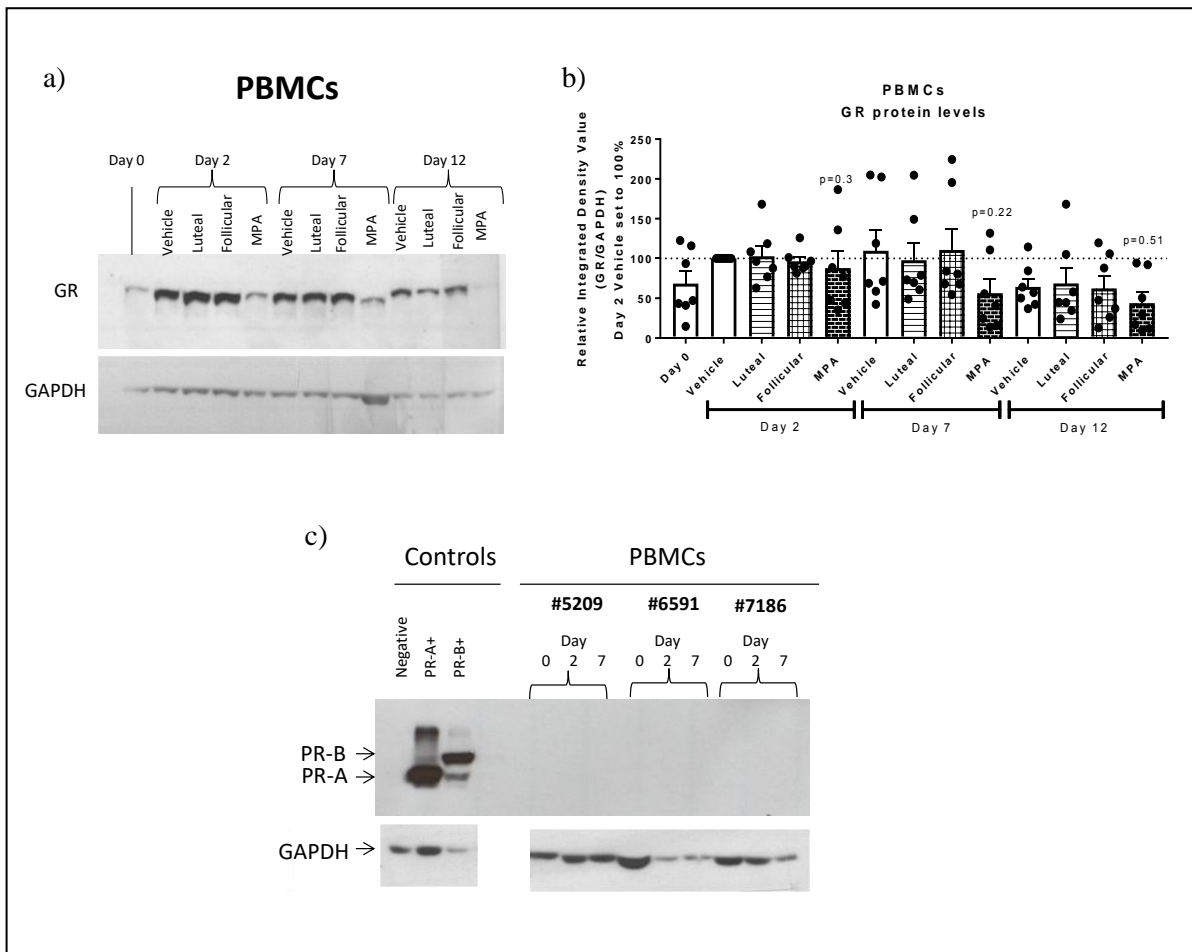 a)
PBMCs
Day 0 Day 2 Day 7 Day 12
Vehicle Luteal Follicular MPA Vehicle Luteal Follicular MPA Vehicle Luteal Follicular MPA
GR
GAPDH
b)
PBMCs
GR protein levels
Relative Integrated Density Value
(GR/GAPDH)
Day 2 Vehicle set to 100%
250
200
150
100
50
0
p=0.3
p=0.22
p=0.51
Day 0 Vehicle Luteal Follicular MPA Vehicle Luteal Follicular MPA Vehicle Luteal Follicular MPA
Day 2 Day 7 Day 12
c)
Controls PBMCs
#5209 #6591 #7186
Negative PR-A+ PR-B+
Day Day Day
0 2 7 0 2 7 0 2 7
PR-B
PR-A
GAPDH